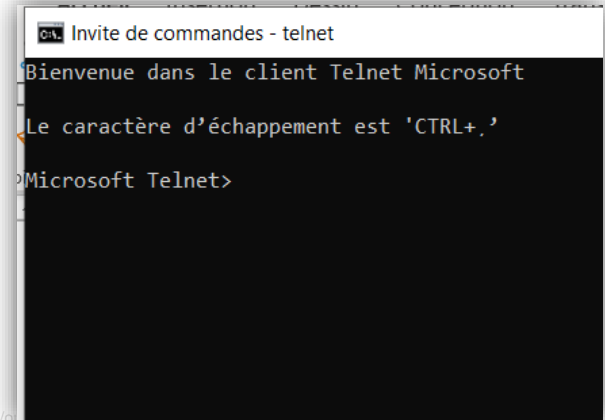 Invite de commandes - telnet
Bienvenue dans le client Telnet Microsoft
Le caractère d’échappement est 'CTRL+¸’
Microsoft Telnet>